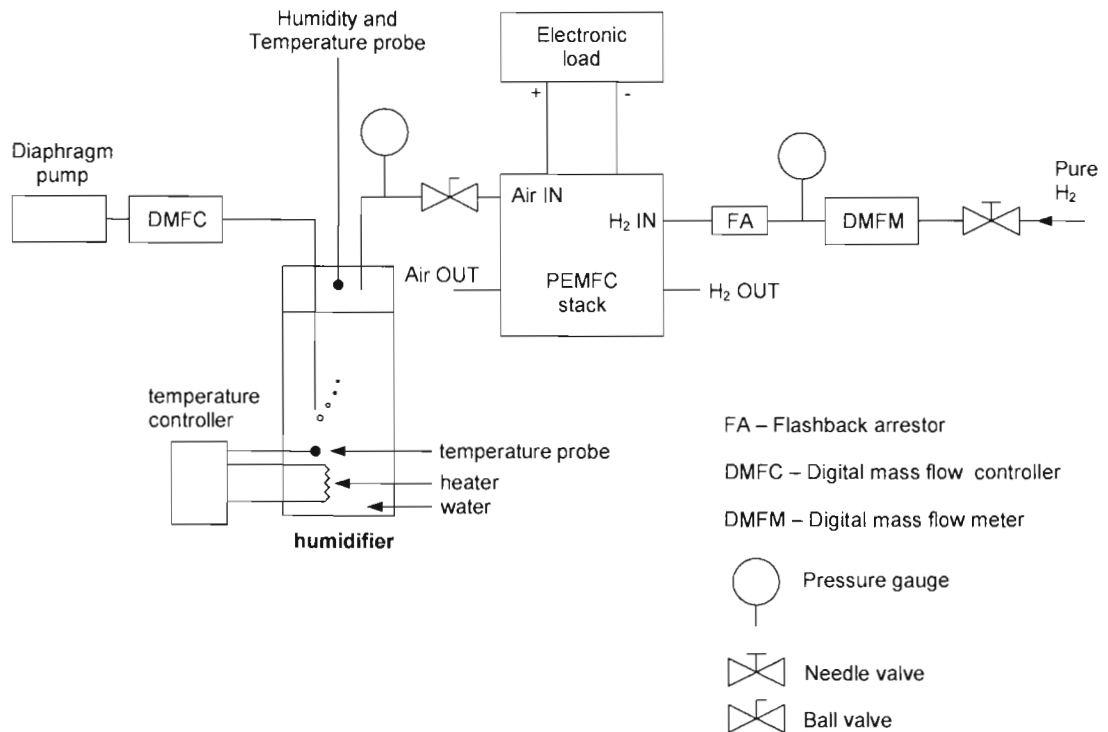 Humidity and
Temperature probe
Electronic
load
+ -
Diaphragm
pump
DMFC
Air IN
H₂ IN
FA
DMFM
Pure
H₂
Air OUT
PEMFC
stack
H₂ OUT
temperature
controller
temperature probe
heater
water
humidifier
FA – Flashback arrestor
DMFC – Digital mass flow controller
DMFM – Digital mass flow meter
Pressure gauge
Needle valve
Ball valve